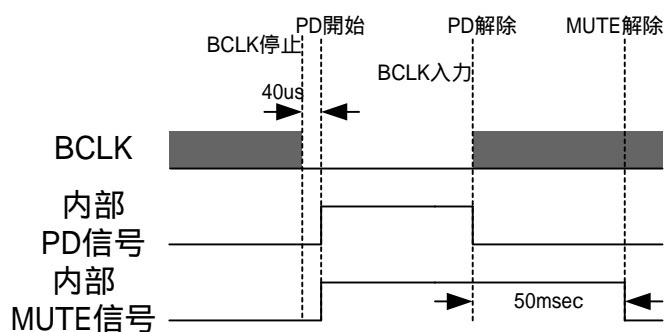 PD開始
PD解除
MUTE解除
BCLK停止
BCLK入力
40us
BCLK
内部
PD信号
内部
MUTE信号
50msec